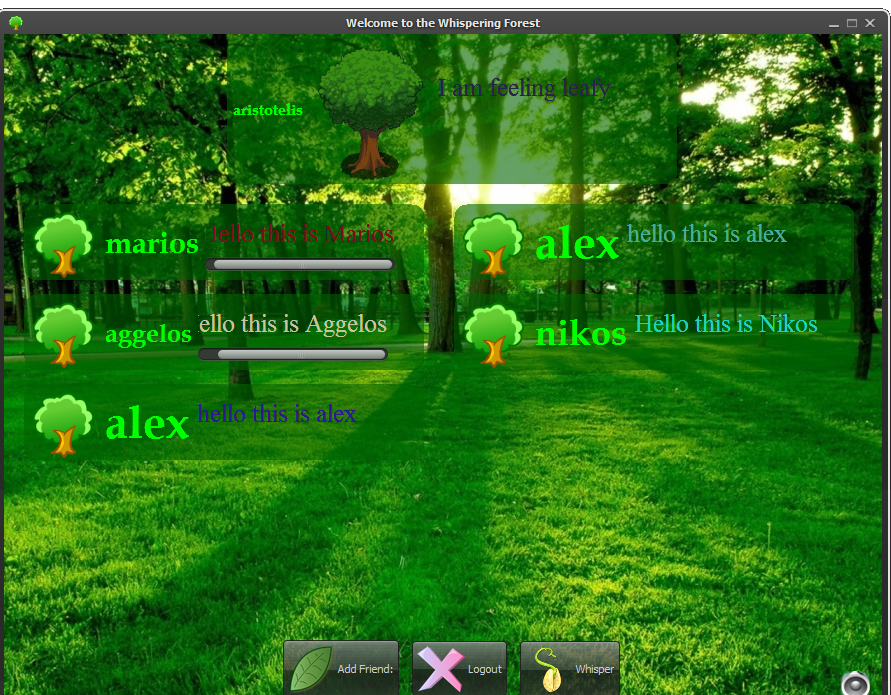 Welcome to the Whispering Forest
aristotelis
I am feeling leafy
marios
Hello this is Marios
alex
hello this is alex
aggelos
ello this is Aggelos
nikos
Hello this is Nikos
alex
hello this is alex
Add Friend:
Logout
Whisper